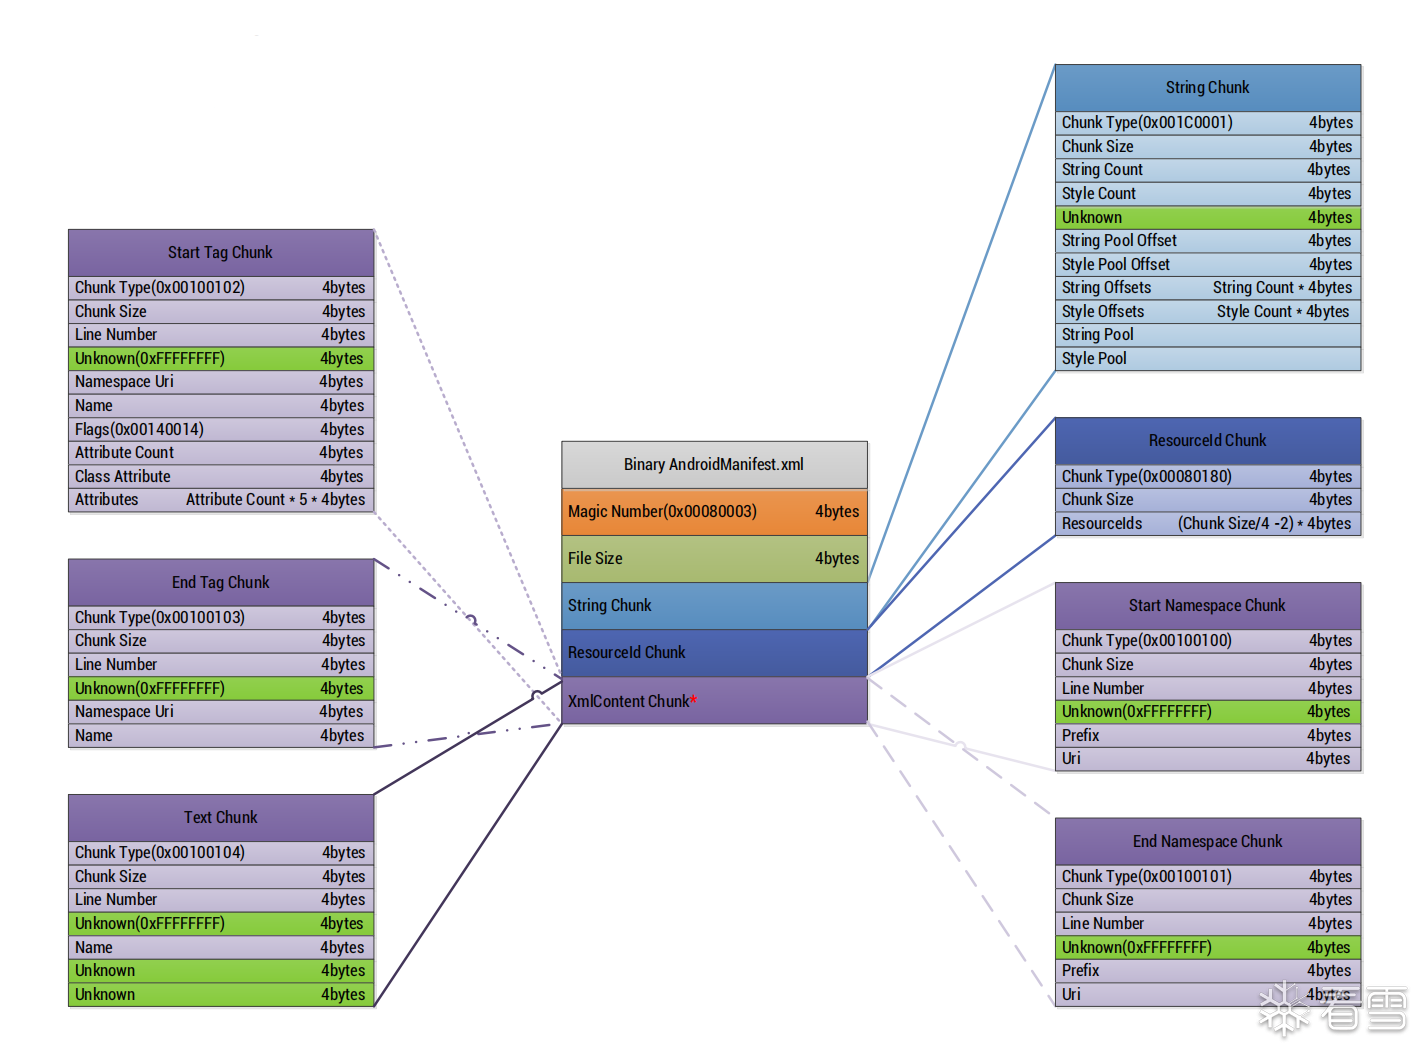 String Chunk
Chunk Type(0x001C0001) 4bytes
Chunk Size 4bytes
String Count 4bytes
Style Count 4bytes
Unknown 4bytes
String Pool Offset 4bytes
Style Pool Offset 4bytes
String Offsets String Count * 4bytes
Style Offsets Style Count * 4bytes
String Pool
Style Pool
Start Tag Chunk
Chunk Type(0x00100102) 4bytes
Chunk Size 4bytes
Line Number 4bytes
Unknown(0xFFFFFFFF) 4bytes
Namespace Uri 4bytes
Name 4bytes
Flags(0x00140014) 4bytes
Attribute Count 4bytes
Class Attribute 4bytes
Attributes Attribute Count * 5 * 4bytes
Binary AndroidManifest.xml
Magic Number(0x00080003) 4bytes
File Size 4bytes
String Chunk
ResourceId Chunk
XmlContent Chunk*
ResourceId Chunk
Chunk Type(0x00080180) 4bytes
Chunk Size 4bytes
ResourceIds (Chunk Size/4 -2) * 4bytes
End Tag Chunk
Chunk Type(0x00100103) 4bytes
Chunk Size 4bytes
Line Number 4bytes
Unknown(0xFFFFFFFF) 4bytes
Namespace Uri 4bytes
Name 4bytes
Start Namespace Chunk
Chunk Type(0x00100100) 4bytes
Chunk Size 4bytes
Line Number 4bytes
Unknown(0xFFFFFFFF) 4bytes
Prefix 4bytes
Uri 4bytes
Text Chunk
Chunk Type(0x00100104) 4bytes
Chunk Size 4bytes
Line Number 4bytes
Unknown(0xFFFFFFFF) 4bytes
Name 4bytes
Unknown 4bytes
Unknown 4bytes
End Namespace Chunk
Chunk Type(0x00100101) 4bytes
Chunk Size 4bytes
Line Number 4bytes
Unknown(0xFFFFFFFF) 4bytes
Prefix 4bytes
Uri 4bytes
看雪